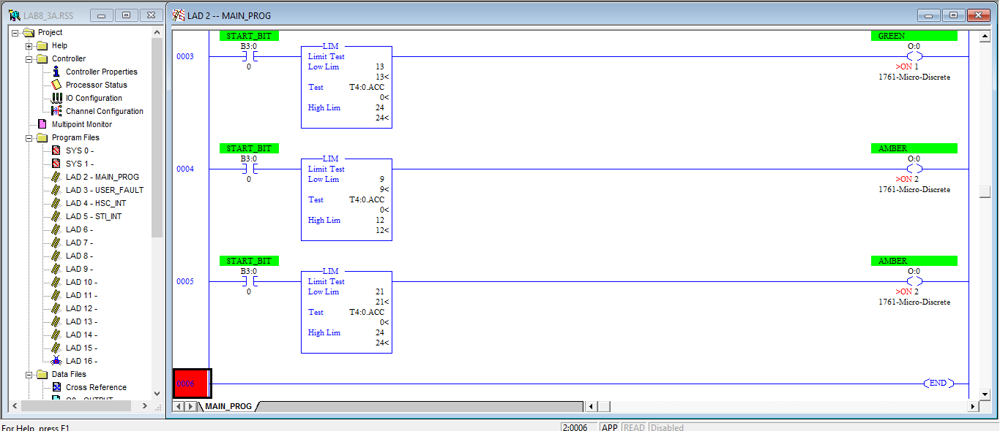 LAB8_3A.RSS
Project
Help
Controller
Controller Properties
Processor Status
IO Configuration
Channel Configuration
Multipoint Monitor
Program Files
SYS 0 -
SYS 1 -
LAD 2 - MAIN_PROG
LAD 3 - USER_FAULT
LAD 4 - HSC_INT
LAD 5 - STI_INT
LAD 6 -
LAD 7 -
LAD 8 -
LAD 9 -
LAD 10 -
LAD 11 -
LAD 12 -
LAD 13 -
LAD 14 -
LAD 15 -
LAD 16 -
Data Files
Cross Reference
LAD 2 -- MAIN_PROG
START_BIT GREEN
B3:0 LIM O:0
0003 Limit Test
0 Low Lim 13 >ON 1
13< 1761-Micro-Discrete
Test T4:0.ACC
0<
High Lim 24
24<
START_BIT AMBER
B3:0 LIM O:0
0004 Limit Test
0 Low Lim 9 >ON 2
9< 1761-Micro-Discrete
Test T4:0.ACC
0<
High Lim 12
12<
START_BIT AMBER
B3:0 LIM O:0
0005 Limit Test
0 Low Lim 21 >ON 2
21< 1761-Micro-Discrete
Test T4:0.ACC
0<
High Lim 24
24<
0006 END
MAIN_PROG
For Help, press F1
2:0006 APP READ Disabled